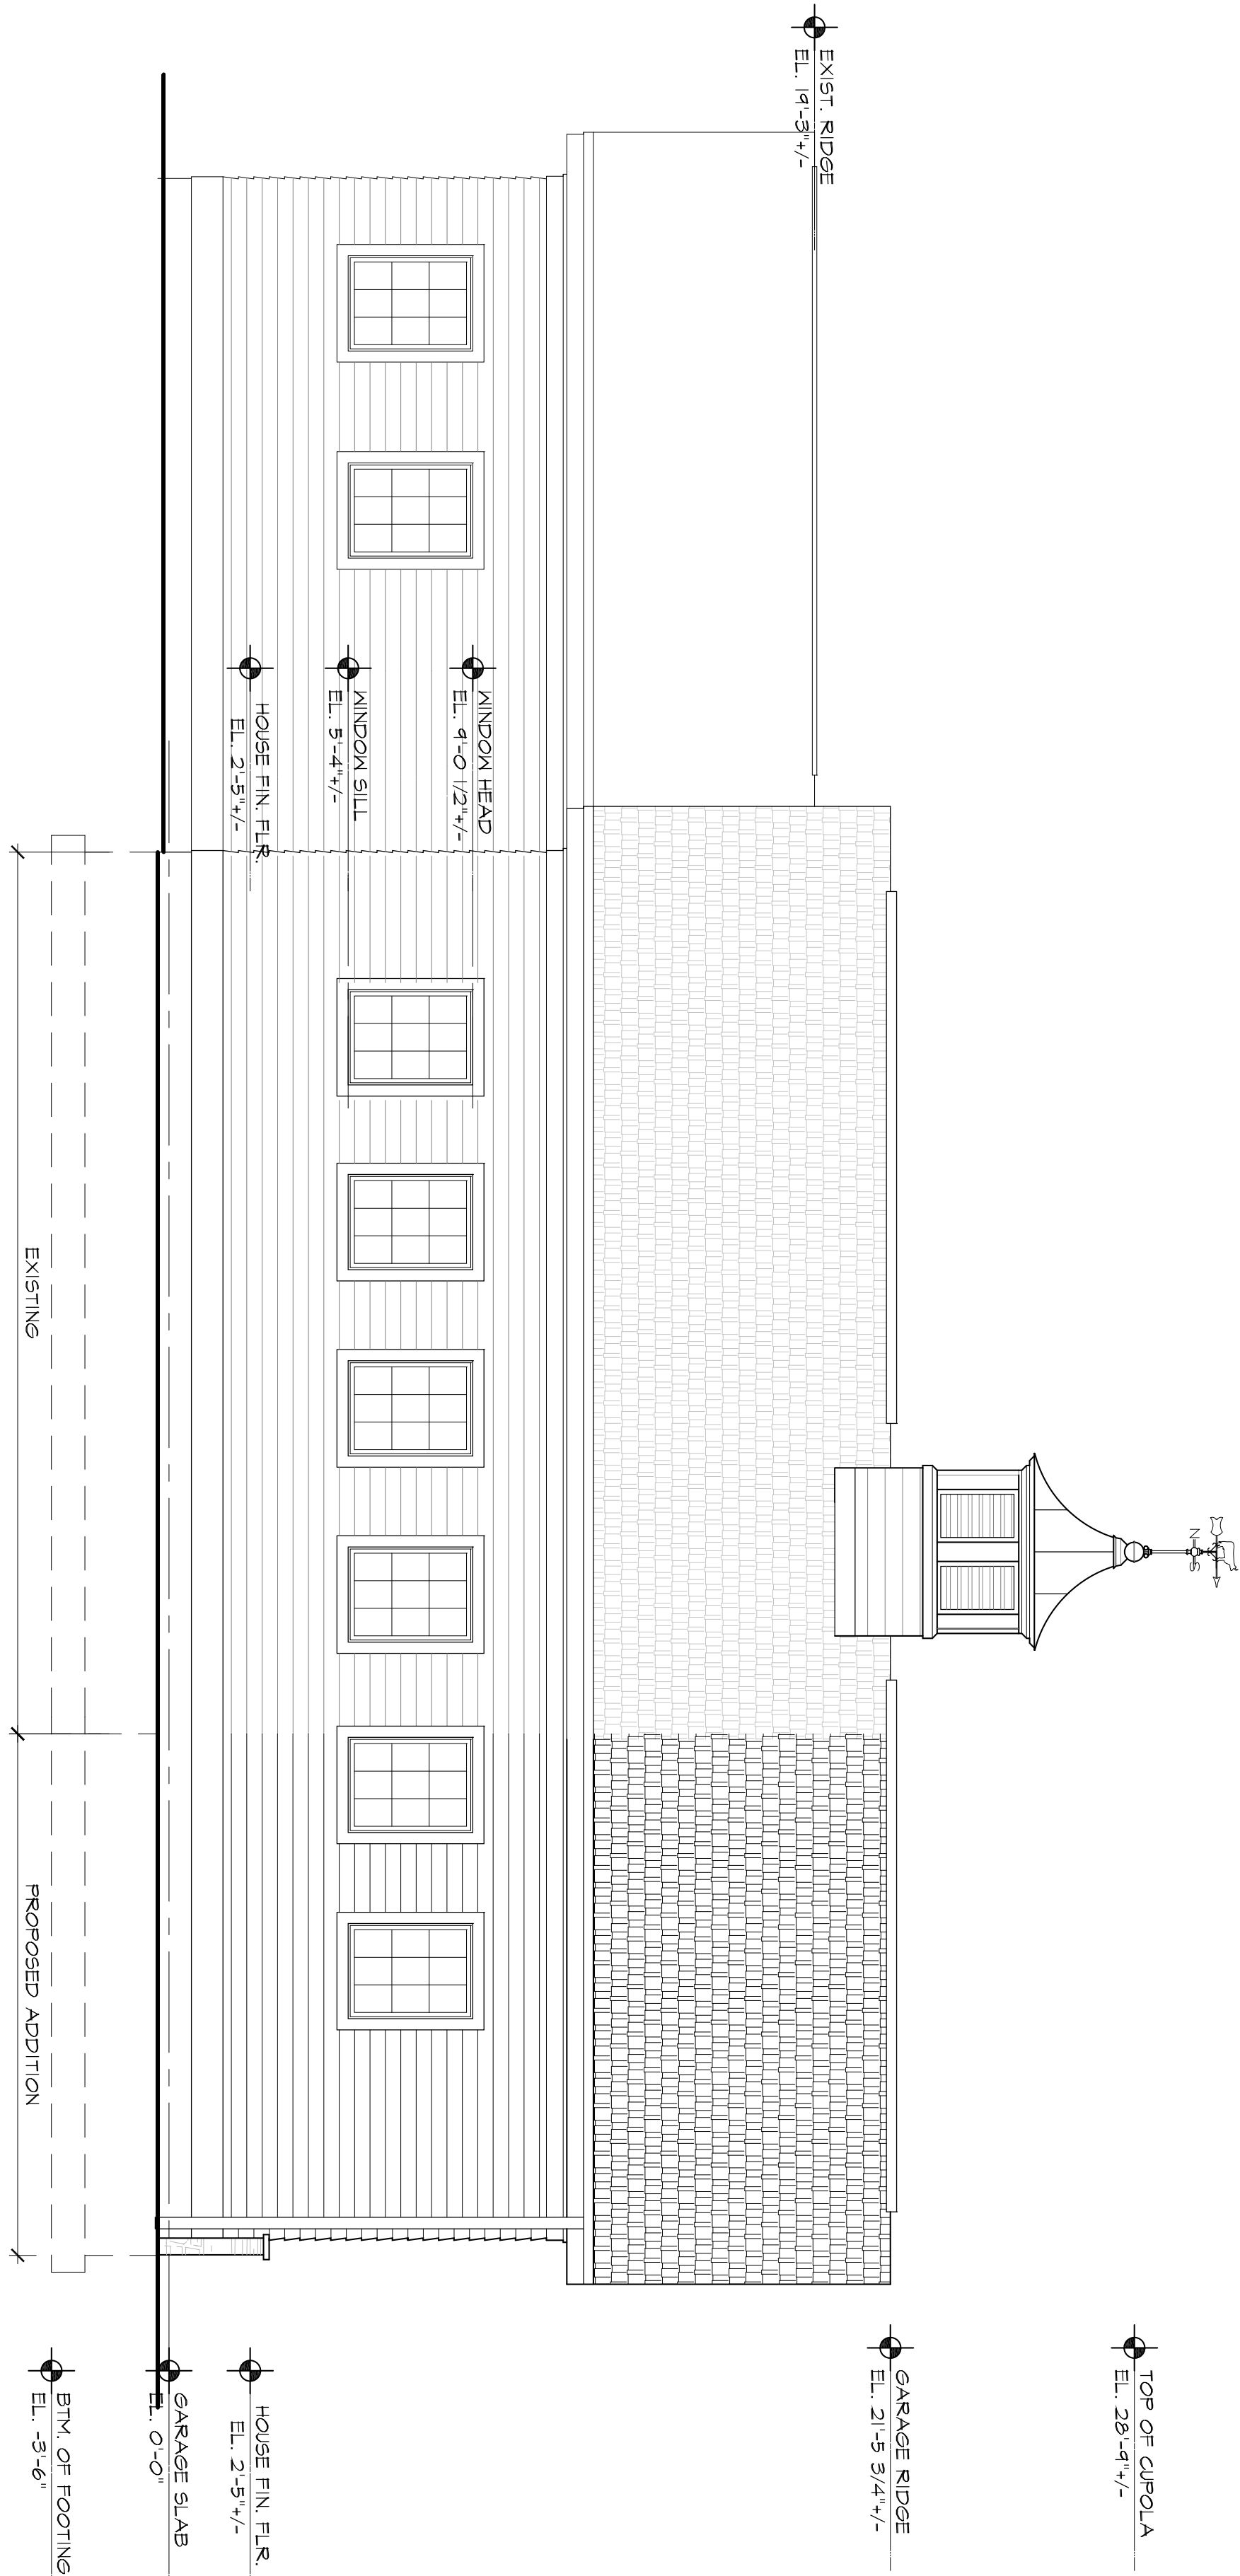 EXIST. RIDGE
EL. 19'-3"+/-
WINDOW HEAD
EL. 9'-0 1/2"+/-
WINDOW SILL
EL. 5'-4"+/-
HOUSE FIN. FLR.
EL. 2'-5"+/-
N
S
TOP OF CUPOLA
EL. 28'-9"+/-
GARAGE RIDGE
EL. 21'-5 3/4"+/-
HOUSE FIN. FLR.
EL. 2'-5"+/-
GARAGE SLAB
EL. 0'-0"
BTM. OF FOOTING
EL. -3'-6"
EXISTING
PROPOSED ADDITION